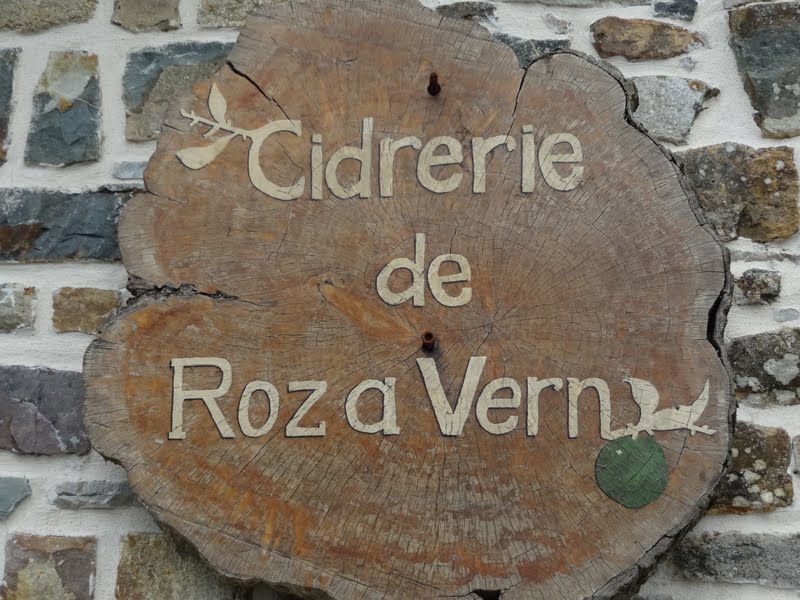 Cidrerie
de
Roz a Vern